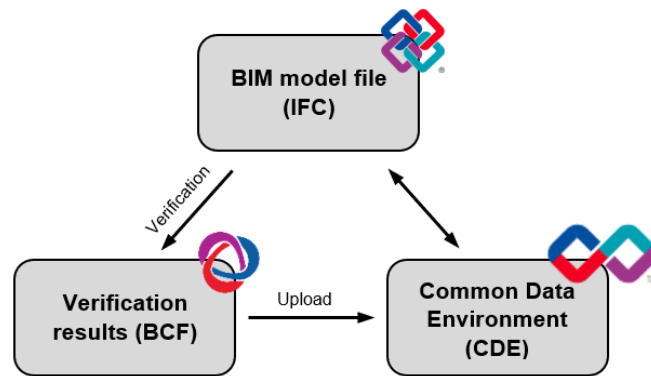 BIM model file
(IFC)
®
Verification
Verification
results (BCF)
Upload
Common Data
Environment
(CDE)